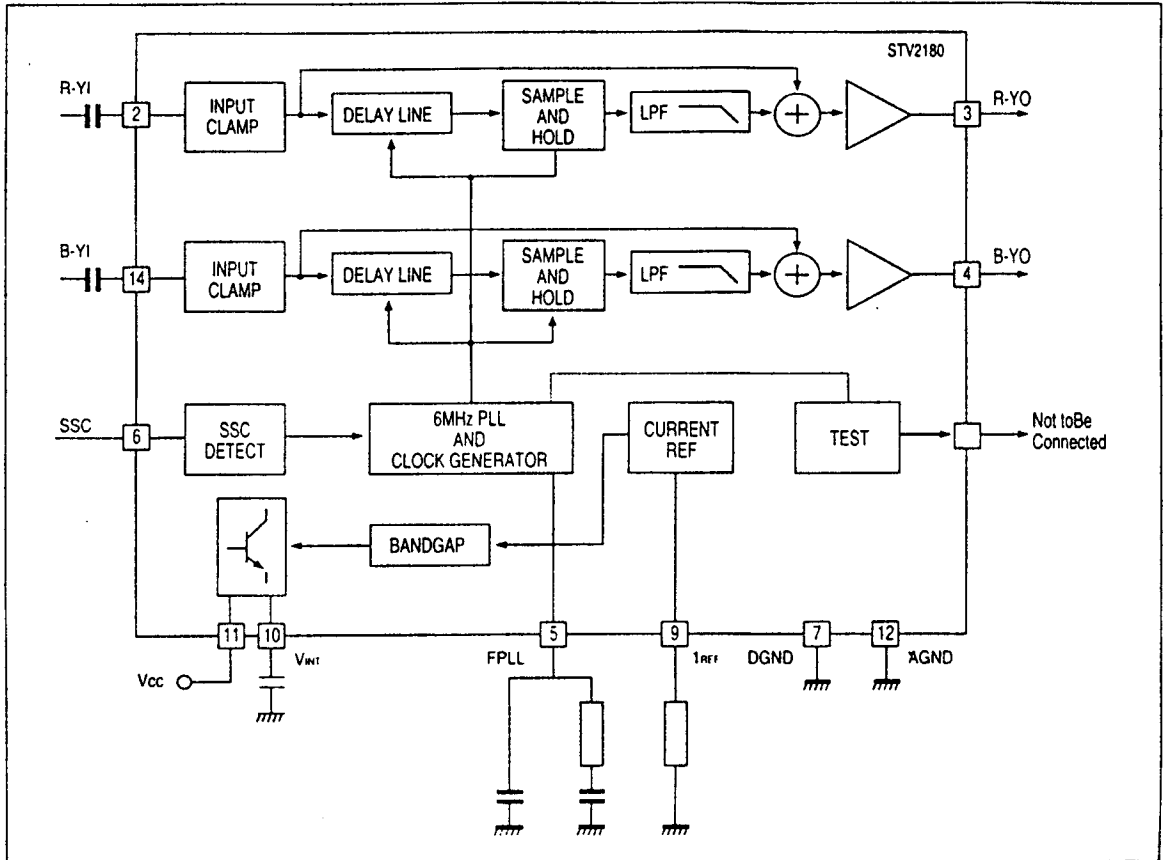 STV2180
R-YI
2
INPUT
CLAMP
DELAY LINE
SAMPLE
AND
HOLD
LPF
+
3
R-YO
B-YI
14
INPUT
CLAMP
DELAY LINE
SAMPLE
AND
HOLD
LPF
+
4
B-YO
SSC
6
SSC
DETECT
6MHz PLL
AND
CLOCK GENERATOR
CURRENT
REF
TEST
Not toBe
Connected
BANDGAP
11
10
5
9
7
12
VINT
FPLL
1REF
DGND
AGND
Vcc